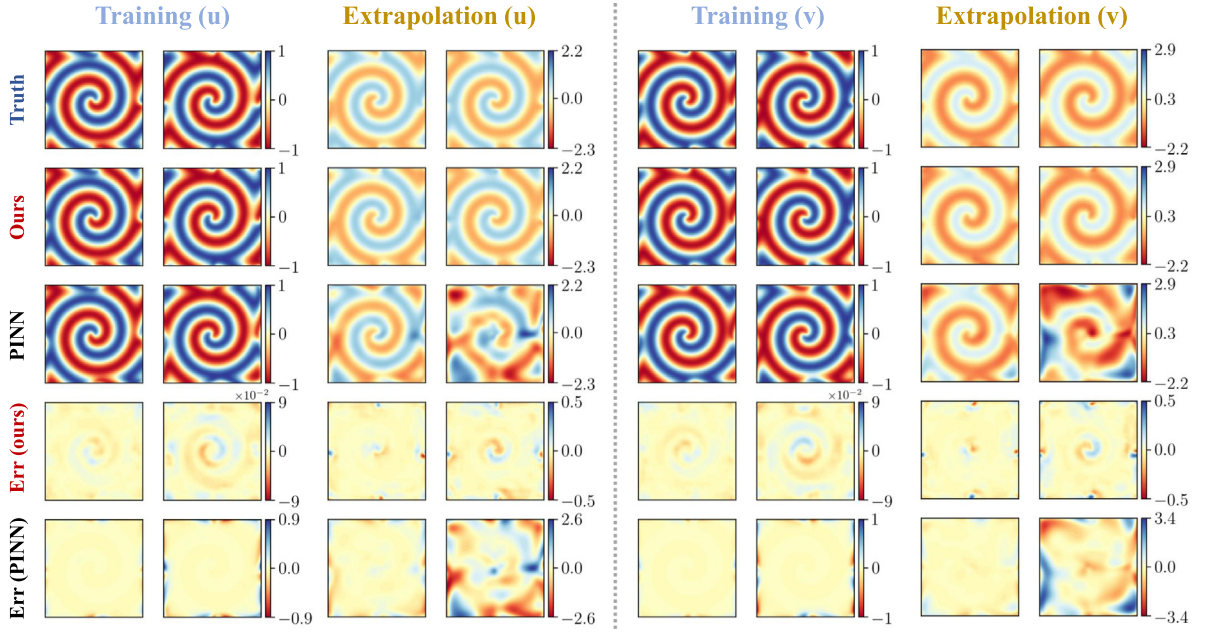 Training (u) Extrapolation (u) Training (v) Extrapolation (v)
Truth
1 2.2 1 2.9
0 0.0 0 0.3
−1 −2.3 −1 −2.2
Ours
1 2.2 1 2.9
0 0.0 0 0.3
−1 −2.3 −1 −2.2
PINN
1 2.2 1 2.9
0 0.0 0 0.3
−1 −2.3 −1 −2.2
Err (ours)
×10⁻² ×10⁻²
9 0.5 9 0.5
0 0.0 0 0.0
−9 −0.5 −9 −0.5
Err (PINN)
0.9 2.6 1 3.4
0.0 0.0 0 0.0
−0.9 −2.6 −1 −3.4